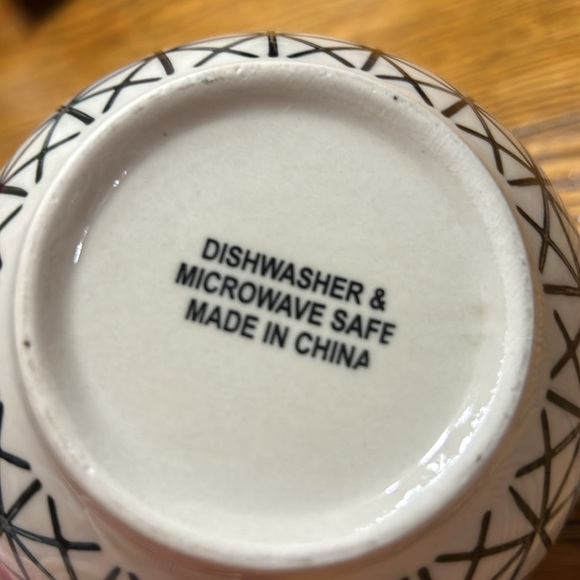 DISHWASHER &
MICROWAVE SAFE
MADE IN CHINA